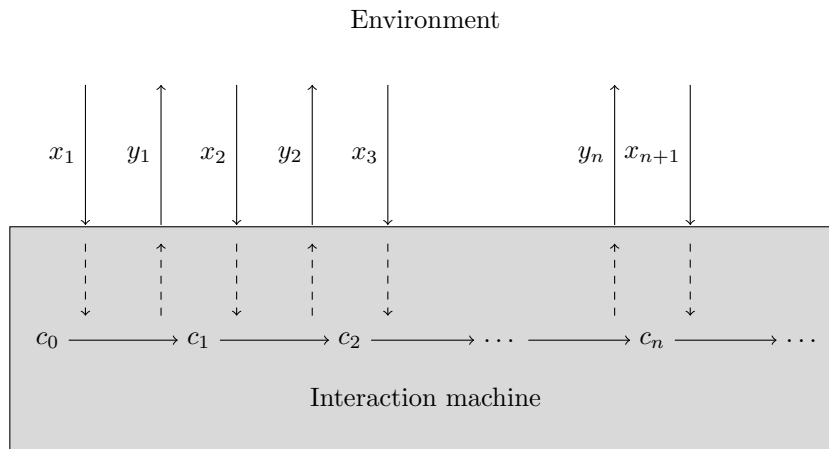 Environment
x₁ y₁ x₂ y₂ x₃ yₙ xₙ₊₁
c₀ c₁ c₂ ⋯ cₙ ⋯
Interaction machine